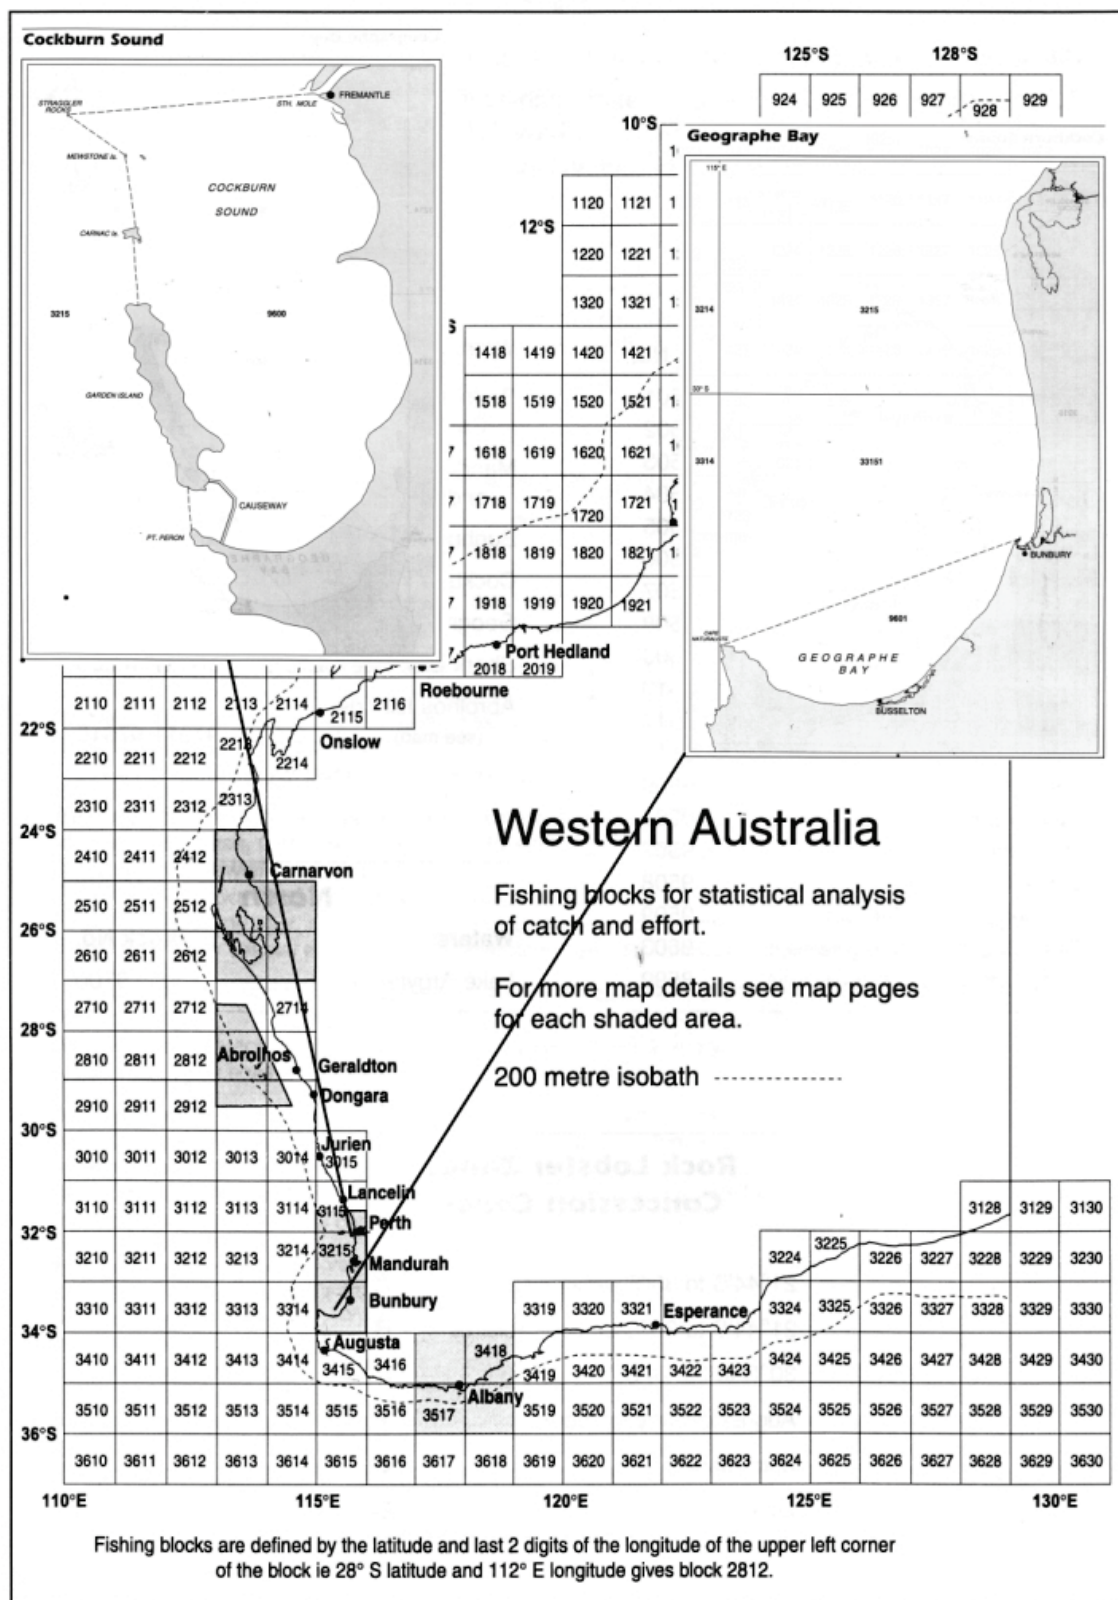 Cockburn Sound
STRAGGLER ROCKS
STH. MOLE
FREMANTLE
MEWSTONE Is.
COCKBURN
SOUND
CARNAC Is.
3215
9600
GARDEN ISLAND
CAUSEWAY
PT. PERON
125°S 128°S
924 925 926 927 928 929
10°S
Geographe Bay
115° E
3214 3215
33° S
3314 33151
BUNBURY
9601
CAPE NATURALISTE
GEOGRAPHE
BAY
BUSSELTON
1120 1121
12°S
1220 1221
1320 1321
1418 1419 1420 1421
1518 1519 1520 1521
1618 1619 1620 1621
1718 1719 1720 1721
1818 1819 1820 1821
1918 1919 1920 1921
Port Hedland
2018 2019
Roebourne
2110 2111 2112 2113 2114 2115 2116
22°S
Onslow
2210 2211 2212 2213 2214
2310 2311 2312 2313
24°S
2410 2411 2412
Carnarvon
2510 2511 2512
26°S
2610 2611 2612
2710 2711 2712 2714
28°S
2810 2811 2812
Abrolhos
Geraldton
Dongara
2910 2911 2912
30°S
Jurien
3010 3011 3012 3013 3014 3015
Lancelin
3110 3111 3112 3113 3114 3115
32°S
Perth
3210 3211 3212 3213 3214 3215
Mandurah
3310 3311 3312 3313 3314
Bunbury
34°S
Augusta
3410 3411 3412 3413 3414 3415 3416 3418
Albany
3510 3511 3512 3513 3514 3515 3516 3517
36°S
3610 3611 3612 3613 3614 3615 3616 3617 3618 3619 3620 3621 3622 3623 3624 3625 3626 3627 3628 3629 3630
Western Australia
Fishing blocks for statistical analysis
of catch and effort.
For more map details see map pages
for each shaded area.
200 metre isobath
3128 3129 3130
3224 3225 3226 3227 3228 3229 3230
3319 3320 3321
Esperance
3324 3325 3326 3327 3328 3329 3330
3419 3420 3421 3422 3423 3424 3425 3426 3427 3428 3429 3430
3519 3520 3521 3522 3523 3524 3525 3526 3527 3528 3529 3530
110°E 115°E 120°E 125°E 130°E
Fishing blocks are defined by the latitude and last 2 digits of the longitude of the upper left corner
of the block ie 28° S latitude and 112° E longitude gives block 2812.